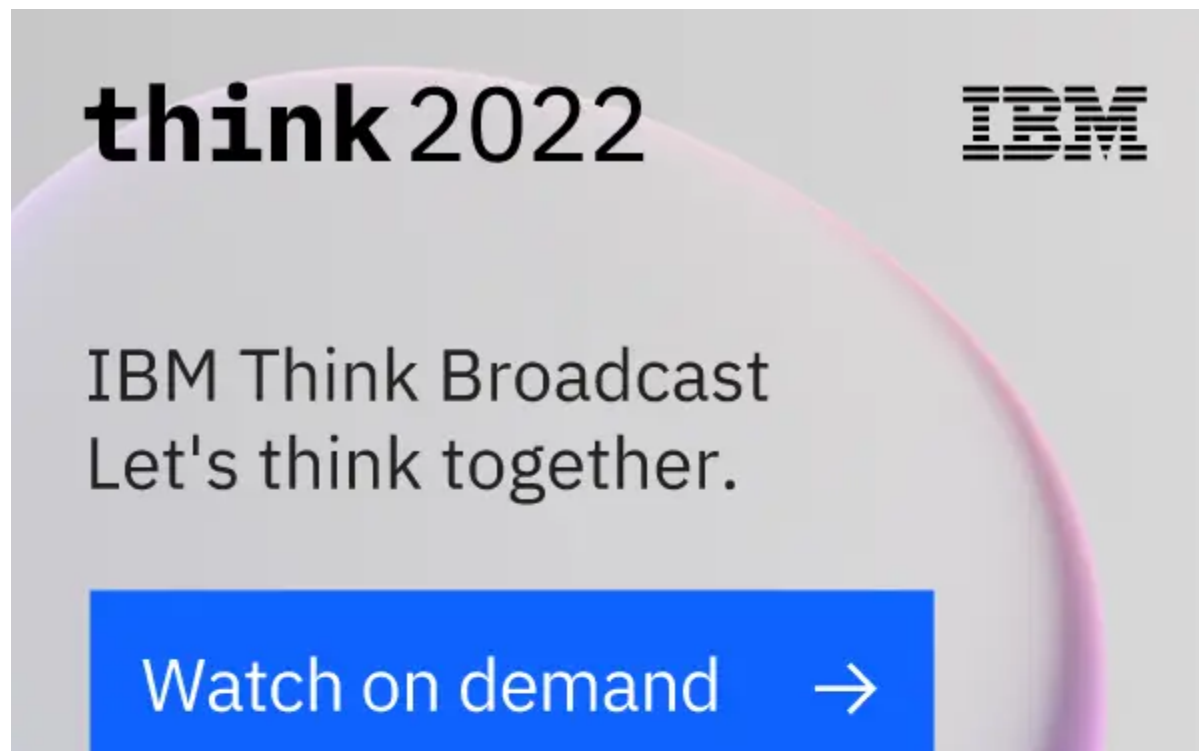 think 2022
IBM
IBM Think Broadcast
Let's think together.
Watch on demand →